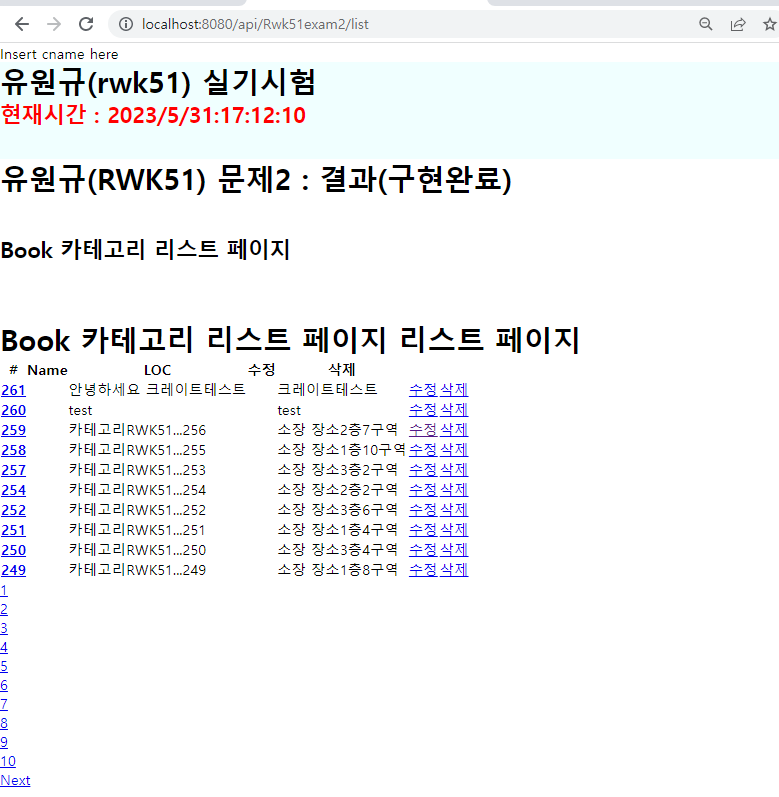 localhost:8080/api/Rwk51exam2/list
Insert cname here
유원규(rwk51) 실기시험
현재시간 : 2023/5/31:17:12:10
유원규(RWK51) 문제2 : 결과(구현완료)
Book 카테고리 리스트 페이지
Book 카테고리 리스트 페이지 리스트 페이지
# Name LOC 수정 삭제
261 안녕하세요 크레이트테스트 크레이트테스트 수정 삭제
260 test test 수정 삭제
259 카테고리RWK51...256 소장 장소2층7구역 수정 삭제
258 카테고리RWK51...255 소장 장소1층10구역 수정 삭제
257 카테고리RWK51...253 소장 장소3층2구역 수정 삭제
254 카테고리RWK51...254 소장 장소2층2구역 수정 삭제
252 카테고리RWK51...252 소장 장소3층6구역 수정 삭제
251 카테고리RWK51...251 소장 장소1층4구역 수정 삭제
250 카테고리RWK51...250 소장 장소3층4구역 수정 삭제
249 카테고리RWK51...249 소장 장소1층8구역 수정 삭제
1
2
3
4
5
6
7
8
9
10
Next